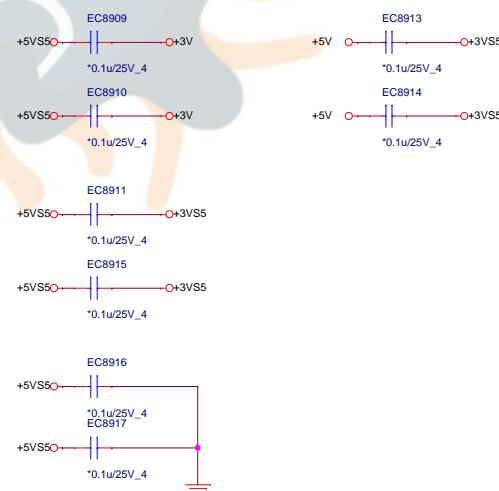 EC8909
+5VS5 +3V
*0.1u/25V_4
EC8910
+5VS5 +3V
*0.1u/25V_4
EC8911
+5VS5 +3VS5
*0.1u/25V_4
EC8915
+5VS5 +3VS5
*0.1u/25V_4
EC8916
+5VS5
*0.1u/25V_4
EC8917
+5VS5
*0.1u/25V_4
EC8913
+5V +3VS5
*0.1u/25V_4
EC8914
+5V +3VS5
*0.1u/25V_4